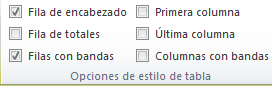 Fila de encabezado
Primera columna
Fila de totales
Última columna
Filas con bandas
Columnas con bandas
Opciones de estilo de tabla